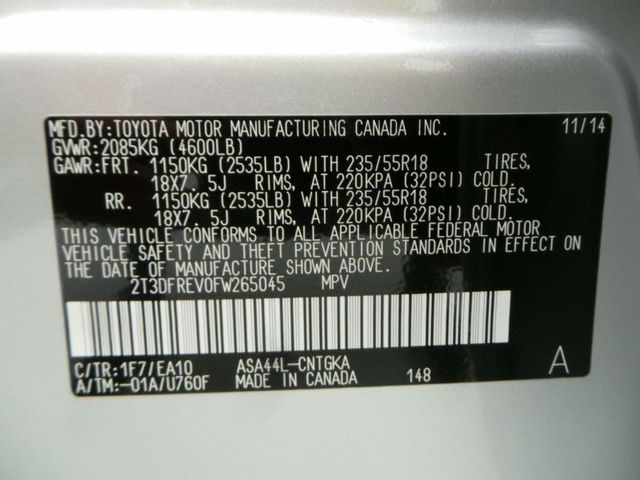 MFD.BY:TOYOTA MOTOR MANUFACTURING CANADA INC. 11/14
GVWR:2085KG (4600LB)
GAWR:FRT. 1150KG (2535LB) WITH 235/55R18 TIRES,
18X7. 5J RIMS, AT 220KPA (32PSI) COLD.
RR. 1150KG (2535LB) WITH 235/55R18 TIRES,
18X7. 5J RIMS, AT 220KPA (32PSI) COLD.
THIS VEHICLE CONFORMS TO ALL APPLICABLE FEDERAL MOTOR
VEHICLE SAFETY AND THEFT PREVENTION STANDARDS IN EFFECT ON
THE DATE OF MANUFACTURE SHOWN ABOVE.
2T3DFREV0FW265045 MPV
C/TR:1F7/EA10 ASA44L-CNTGKA A
A/TM:-01A/U760F MADE IN CANADA 148